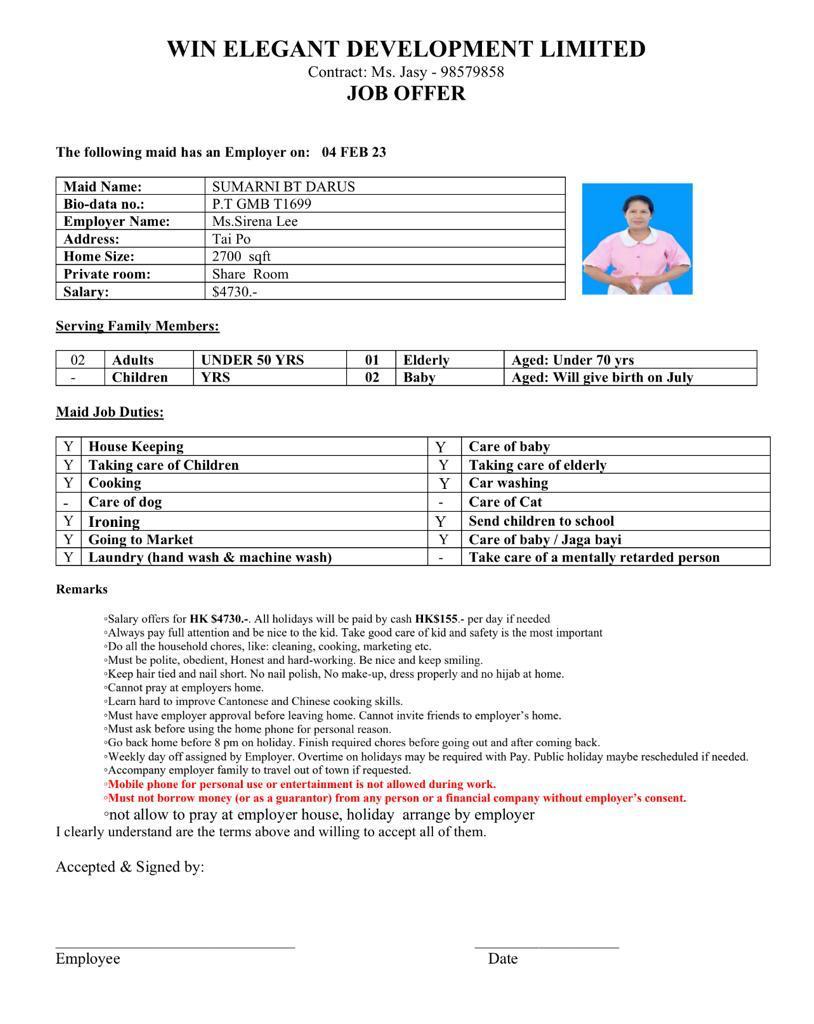 WIN ELEGANT DEVELOPMENT LIMITED
Contract: Ms. Jasy - 98579858
JOB OFFER
The following maid has an Employer on: 04 FEB 23
Maid Name: SUMARNI BT DARUS
Bio-data no.: P.T GMB T1699
Employer Name: Ms.Sirena Lee
Address: Tai Po
Home Size: 2700 sqft
Private room: Share Room
Salary: $4730.-
Serving Family Members:
02 Adults UNDER 50 YRS 01 Elderly Aged: Under 70 yrs
- Children YRS 02 Baby Aged: Will give birth on July
Maid Job Duties:
Y House Keeping Y Care of baby
Y Taking care of Children Y Taking care of elderly
Y Cooking Y Car washing
- Care of dog - Care of Cat
Y Ironing Y Send children to school
Y Going to Market Y Care of baby / Jaga bayi
Y Laundry (hand wash & machine wash) - Take care of a mentally retarded person
Remarks
◦Salary offers for HK $4730.-. All holidays will be paid by cash HK$155.- per day if needed
◦Always pay full attention and be nice to the kid. Take good care of kid and safety is the most important
◦Do all the household chores, like: cleaning, cooking, marketing etc.
◦Must be polite, obedient, Honest and hard-working. Be nice and keep smiling.
◦Keep hair tied and nail short. No nail polish, No make-up, dress properly and no hijab at home.
◦Cannot pray at employers home.
◦Learn hard to improve Cantonese and Chinese cooking skills.
◦Must have employer approval before leaving home. Cannot invite friends to employer's home.
◦Must ask before using the home phone for personal reason.
◦Go back home before 8 pm on holiday. Finish required chores before going out and after coming back.
◦Weekly day off assigned by Employer. Overtime on holidays may be required with Pay. Public holiday maybe rescheduled if needed.
◦Accompany employer family to travel out of town if requested.
◦Mobile phone for personal use or entertainment is not allowed during work.
◦Must not borrow money (or as a guarantor) from any person or a financial company without employer's consent.
◦not allow to pray at employer house, holiday arrange by employer
I clearly understand are the terms above and willing to accept all of them.
Accepted & Signed by:
Employee Date